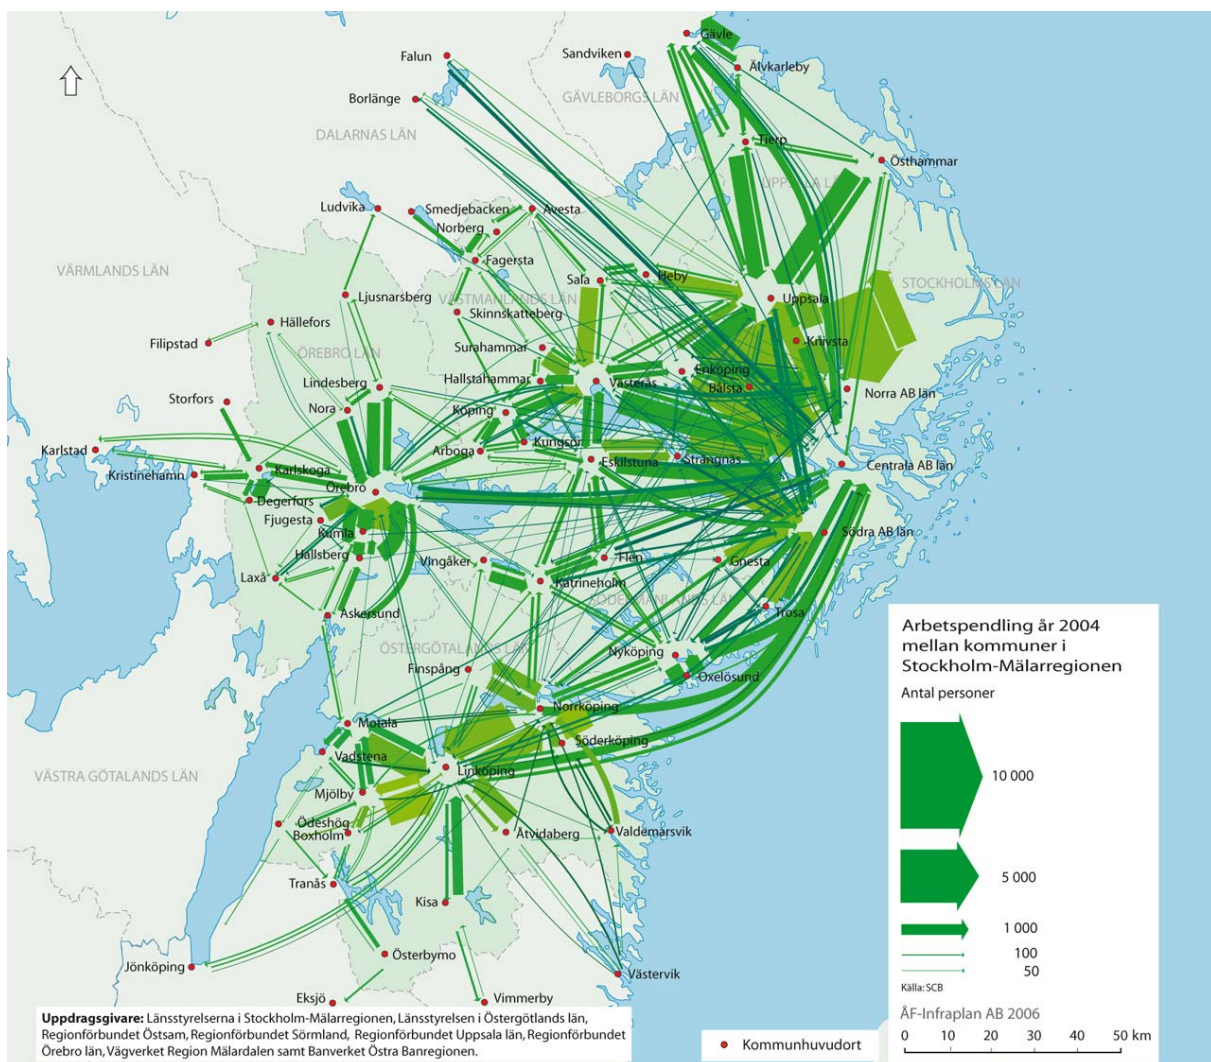 Gävle
Sandviken
Falun
Älvkarleby
GÄVLEBORGS LÄN
Borlänge
DALARNAS LÄN
Tierp
Östhammar
UPPSALA LÄN
Ludvika
Smedjebacken
Avesta
Norberg
VÄRMLANDS LÄN
Fagersta
Sala
Heby
STOCKHOLMS LÄN
Ljusnarsberg
VÄSTMANLANDS LÄN
Uppsala
Skinnskatteberg
Hällefors
Filipstad
ÖREBRO LÄN
Surahammar
Knivsta
Lindesberg
Hallstahammar
Västerås
Enköping
Bålsta
Norra AB län
Storfors
Nora
Köping
Karlstad
Arboga
Kungsör
Eskilstuna
Strängnäs
Centrala AB län
Kristinehamn
Karlskoga
Örebro
Degerfors
Fjugesta
Kumla
Södra AB län
Hallsberg
Vingåker
Flen
Gnesta
Laxå
Katrineholm
SÖDERMANLANDS LÄN
Trosa
Askersund
ÖSTERGÖTALANDS LÄN
Nyköping
Finspång
Oxelösund
Norrköping
Motala
Söderköping
Vadstena
Linköping
VÄSTRA GÖTALANDS LÄN
Mjölby
Ödeshög
Boxholm
Åtvidaberg
Valdemarsvik
Tranås
Kisa
Österbymo
Jönköping
Västervik
Eksjö
Vimmerby
Arbetspendling år 2004
mellan kommuner i
Stockholm-Mälarregionen
Antal personer
10 000
5 000
1 000
100
50
Källa: SCB
ÅF-Infraplan AB 2006
0 10 20 30 40 50 km
Uppdragsgivare: Länsstyrelserna i Stockholm-Mälarregionen, Länsstyrelsen i Östergötlands län,
Regionförbundet Östsam, Regionförbundet Sörmland, Regionförbundet Uppsala län, Regionförbundet
Örebro län, Vägverket Region Mälardalen samt Banverket Östra Banregionen.
Kommunhuvudort